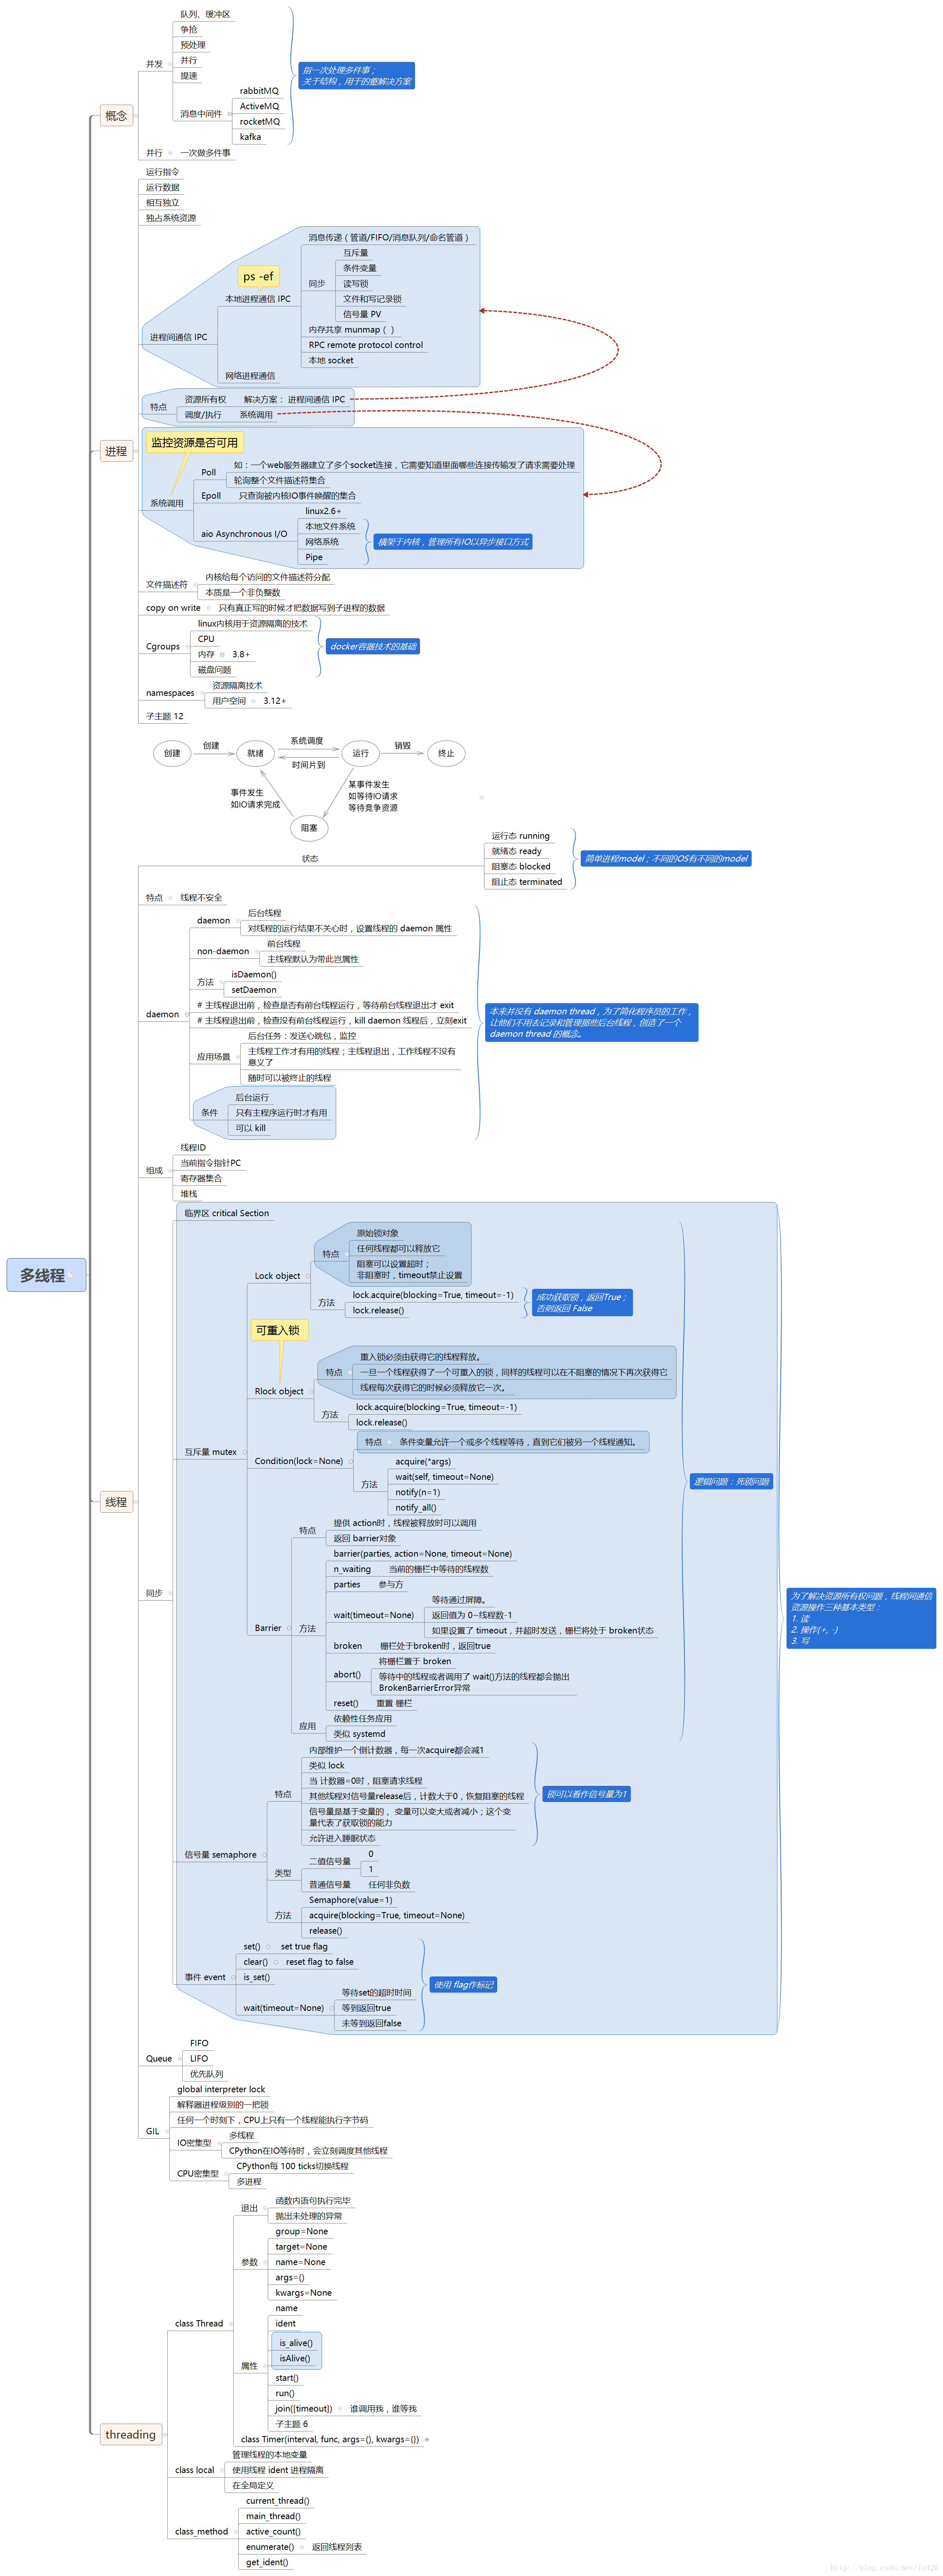 多线程
概念
并发
队列、缓冲区
争抢
预处理
并行
提速
消息中间件
rabbitMQ
ActiveMQ
rocketMQ
kafka
指一次处理多件事；
关于结构，用于的壑解决方案
并行
一次做多件事
进程
运行指令
运行数据
相互独立
独占系统资源
进程间通信 IPC
ps -ef
本地进程通信 IPC
消息传递（管道/FIFO/消息队列/命名管道）
同步
互斥量
条件变量
读写锁
文件和写记录锁
信号量 PV
内存共享 munmap（ ）
RPC remote protocol control
本地 socket
网络进程通信
特点
资源所有权
解决方案： 进程间通信 IPC
调度/执行
系统调用
监控资源是否可用
系统调用
Poll
如：一个web服务器建立了多个socket连接，它需要知道里面哪些连接传输发了请求需要处理
轮询整个文件描述符集合
Epoll
只查询被内核IO事件唤醒的集合
aio Asynchronous I/O
linux2.6+
本地文件系统
网络系统
Pipe
横架于内核，管理所有IO以异步接口方式
文件描述符
内核给每个访问的文件描述符分配
本质是一个非负整数
copy on write
只有真正写的时候才把数据写到子进程的数据
Cgroups
linux内核用于资源隔离的技术
CPU
内存
3.8+
磁盘问题
docker容器技术的基础
namespaces
资源隔离技术
用户空间
3.12+
子主题 12
线程
创建
创建
就绪
系统调度
时间片到
运行
销毁
终止
事件发生
如IO请求完成
某事件发生
如等待IO请求
等待竞争资源
阻塞
状态
运行态 running
就绪态 ready
阻塞态 blocked
阻止态 terminated
简单进程model；不同的OS有不同的model
特点
线程不安全
daemon
daemon
后台线程
对线程的运行结果不关心时，设置线程的 daemon 属性
non-daemon
前台线程
主线程默认为带此岂属性
方法
isDaemon()
setDaemon
# 主线程退出前，检查是否有前台线程运行，等待前台线程退出才 exit
# 主线程退出前，检查没有前台线程运行，kill daemon 线程后，立刻exit
应用场景
后台任务：发送心跳包，监控
主线程工作才有用的线程；主线程退出，工作线程不没有
意义了
随时可以被终止的线程
条件
后台运行
只有主程序运行时才有用
可以 kill
本来并没有 daemon thread，为了简化程序员的工作，
让他们不用去记录和管理那些后台线程，创造了一个
daemon thread 的概念。
组成
线程ID
当前指令指针PC
寄存器集合
堆栈
同步
临界区 critical Section
互斥量 mutex
Lock object
特点
原始锁对象
任何线程都可以释放它
阻塞可以设置超时；
非阻塞时，timeout禁止设置
方法
lock.acquire(blocking=True, timeout=-1)
lock.release()
成功获取锁，返回True；
否则返回 False
可重入锁
Rlock object
特点
重入锁必须由获得它的线程释放。
一旦一个线程获得了一个可重入的锁，同样的线程可以在不阻塞的情况下再次获得它
线程每次获得它的时候必须释放它一次。
方法
lock.acquire(blocking=True, timeout=-1)
lock.release()
Condition(lock=None)
特点
条件变量允许一个或多个线程等待，直到它们被另一个线程通知。
方法
acquire(*args)
wait(self, timeout=None)
notify(n=1)
notify_all()
Barrier
特点
提供 action时，线程被释放时可以调用
返回 barrier对象
方法
barrier(parties, action=None, timeout=None)
n_waiting
当前的栅栏中等待的线程数
parties
参与方
wait(timeout=None)
等待通过屏障。
返回值为 0~线程数-1
如果设置了 timeout，并超时发送，栅栏将处于 broken状态
broken
栅栏处于broken时，返回true
abort()
将栅栏置于 broken
等待中的线程或者调用了 wait()方法的线程都会抛出
BrokenBarrierError异常
reset()
重置 栅栏
应用
依赖性任务应用
类似 systemd
逻辑问题：死锁问题
信号量 semaphore
特点
内部维护一个倒计数器，每一次acquire都会减1
类似 lock
当 计数器=0时，阻塞请求线程
其他线程对信号量release后，计数大于0，恢复阻塞的线程
信号量是基于变量的， 变量可以变大或者减小；这个变
量代表了获取锁的能力
允许进入睡眠状态
锁可以看作信号量为1
类型
二值信号量
0
1
普通信号量
任何非负数
方法
Semaphore(value=1)
acquire(blocking=True, timeout=None)
release()
事件 event
set()
set true flag
clear()
reset flag to false
is_set()
wait(timeout=None)
等待set的超时时间
等到返回true
未等到返回false
使用 flag作标记
为了解决资源所有权问题，线程间通信
资源操作三种基本类型：
1. 读
2. 操作(+, -)
3. 写
Queue
FIFO
LIFO
优先队列
GIL
global interpreter lock
解释器进程级别的一把锁
任何一个时刻下，CPU上只有一个线程能执行字节码
IO密集型
多线程
CPython在IO等待时，会立刻调度其他线程
CPU密集型
CPython每 100 ticks切换线程
多进程
threading
class Thread
退出
函数内语句执行完毕
抛出未处理的异常
参数
group=None
target=None
name=None
args=()
kwargs=None
属性
name
ident
is_alive()
isAlive()
start()
run()
join([timeout])
谁调用我，谁等我
子主题 6
class Timer(interval, func, args=(), kwargs={})
class local
管理线程的本地变量
使用线程 ident 进程隔离
在全局定义
class_method
current_thread()
main_thread()
active_count()
enumerate()
返回线程列表
get_ident()